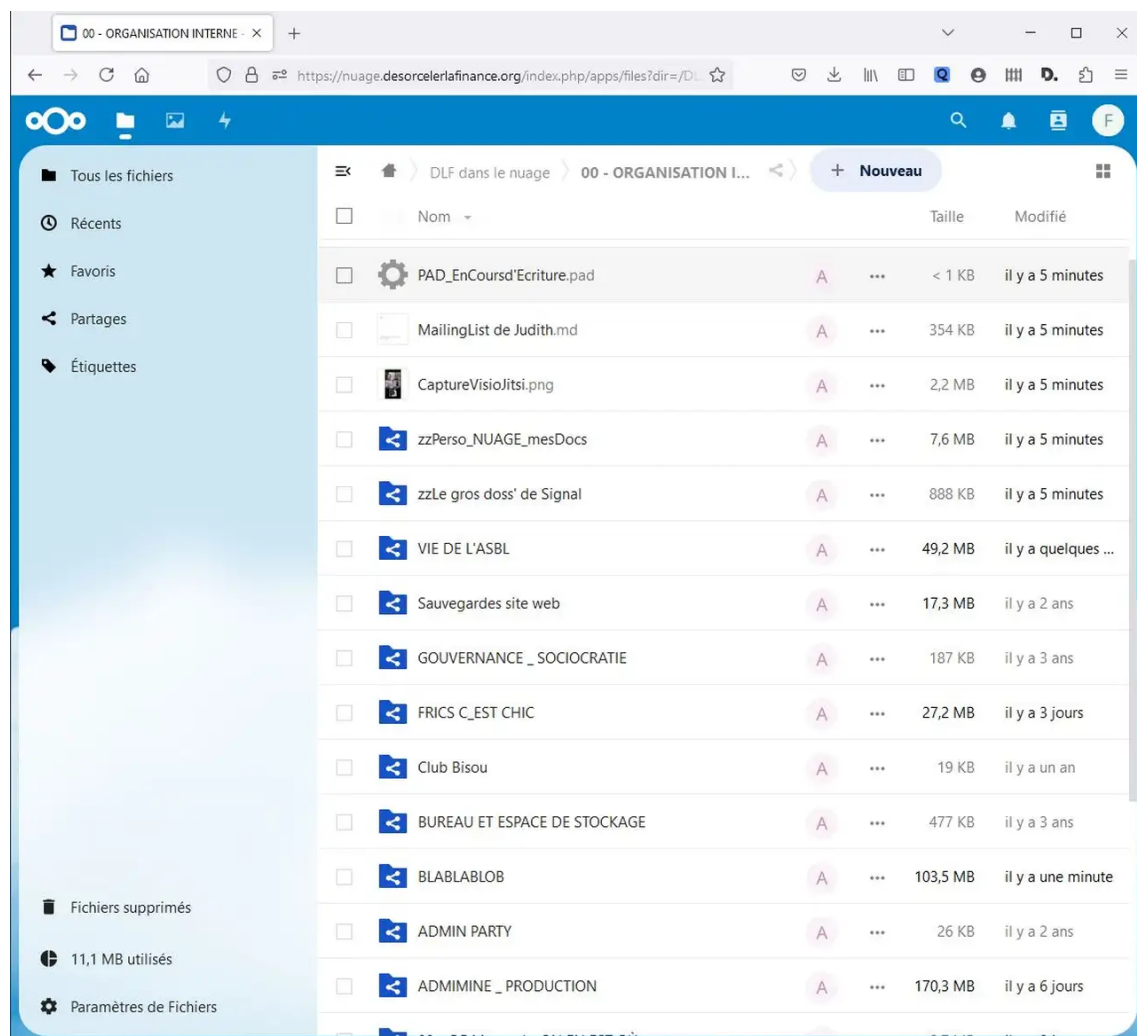 00 - ORGANISATION INTERNE -
https://nuage.desorcelerlafinance.org/index.php/apps/files?dir=/DL
Q
D.
F
Tous les fichiers
Récents
Favoris
Partages
Étiquettes
Fichiers supprimés
11,1 MB utilisés
Paramètres de Fichiers
DLF dans le nuage
00 - ORGANISATION I...
+ Nouveau
Nom Taille Modifié
PAD_EnCoursd'Ecriture.pad A ... < 1 KB il y a 5 minutes
MailingList de Judith.md A ... 354 KB il y a 5 minutes
CaptureVisioJitsi.png A ... 2,2 MB il y a 5 minutes
zzPerso_NUAGE_mesDocs A ... 7,6 MB il y a 5 minutes
zzLe gros doss' de Signal A ... 888 KB il y a 5 minutes
VIE DE L'ASBL A ... 49,2 MB il y a quelques ...
Sauvegardes site web A ... 17,3 MB il y a 2 ans
GOUVERNANCE _ SOCIOCRATIE A ... 187 KB il y a 3 ans
FRICS C_EST CHIC A ... 27,2 MB il y a 3 jours
Club Bisou A ... 19 KB il y a un an
BUREAU ET ESPACE DE STOCKAGE A ... 477 KB il y a 3 ans
BLABLABLOB A ... 103,5 MB il y a une minute
ADMIN PARTY A ... 26 KB il y a 2 ans
ADMIMINE _ PRODUCTION A ... 170,3 MB il y a 6 jours